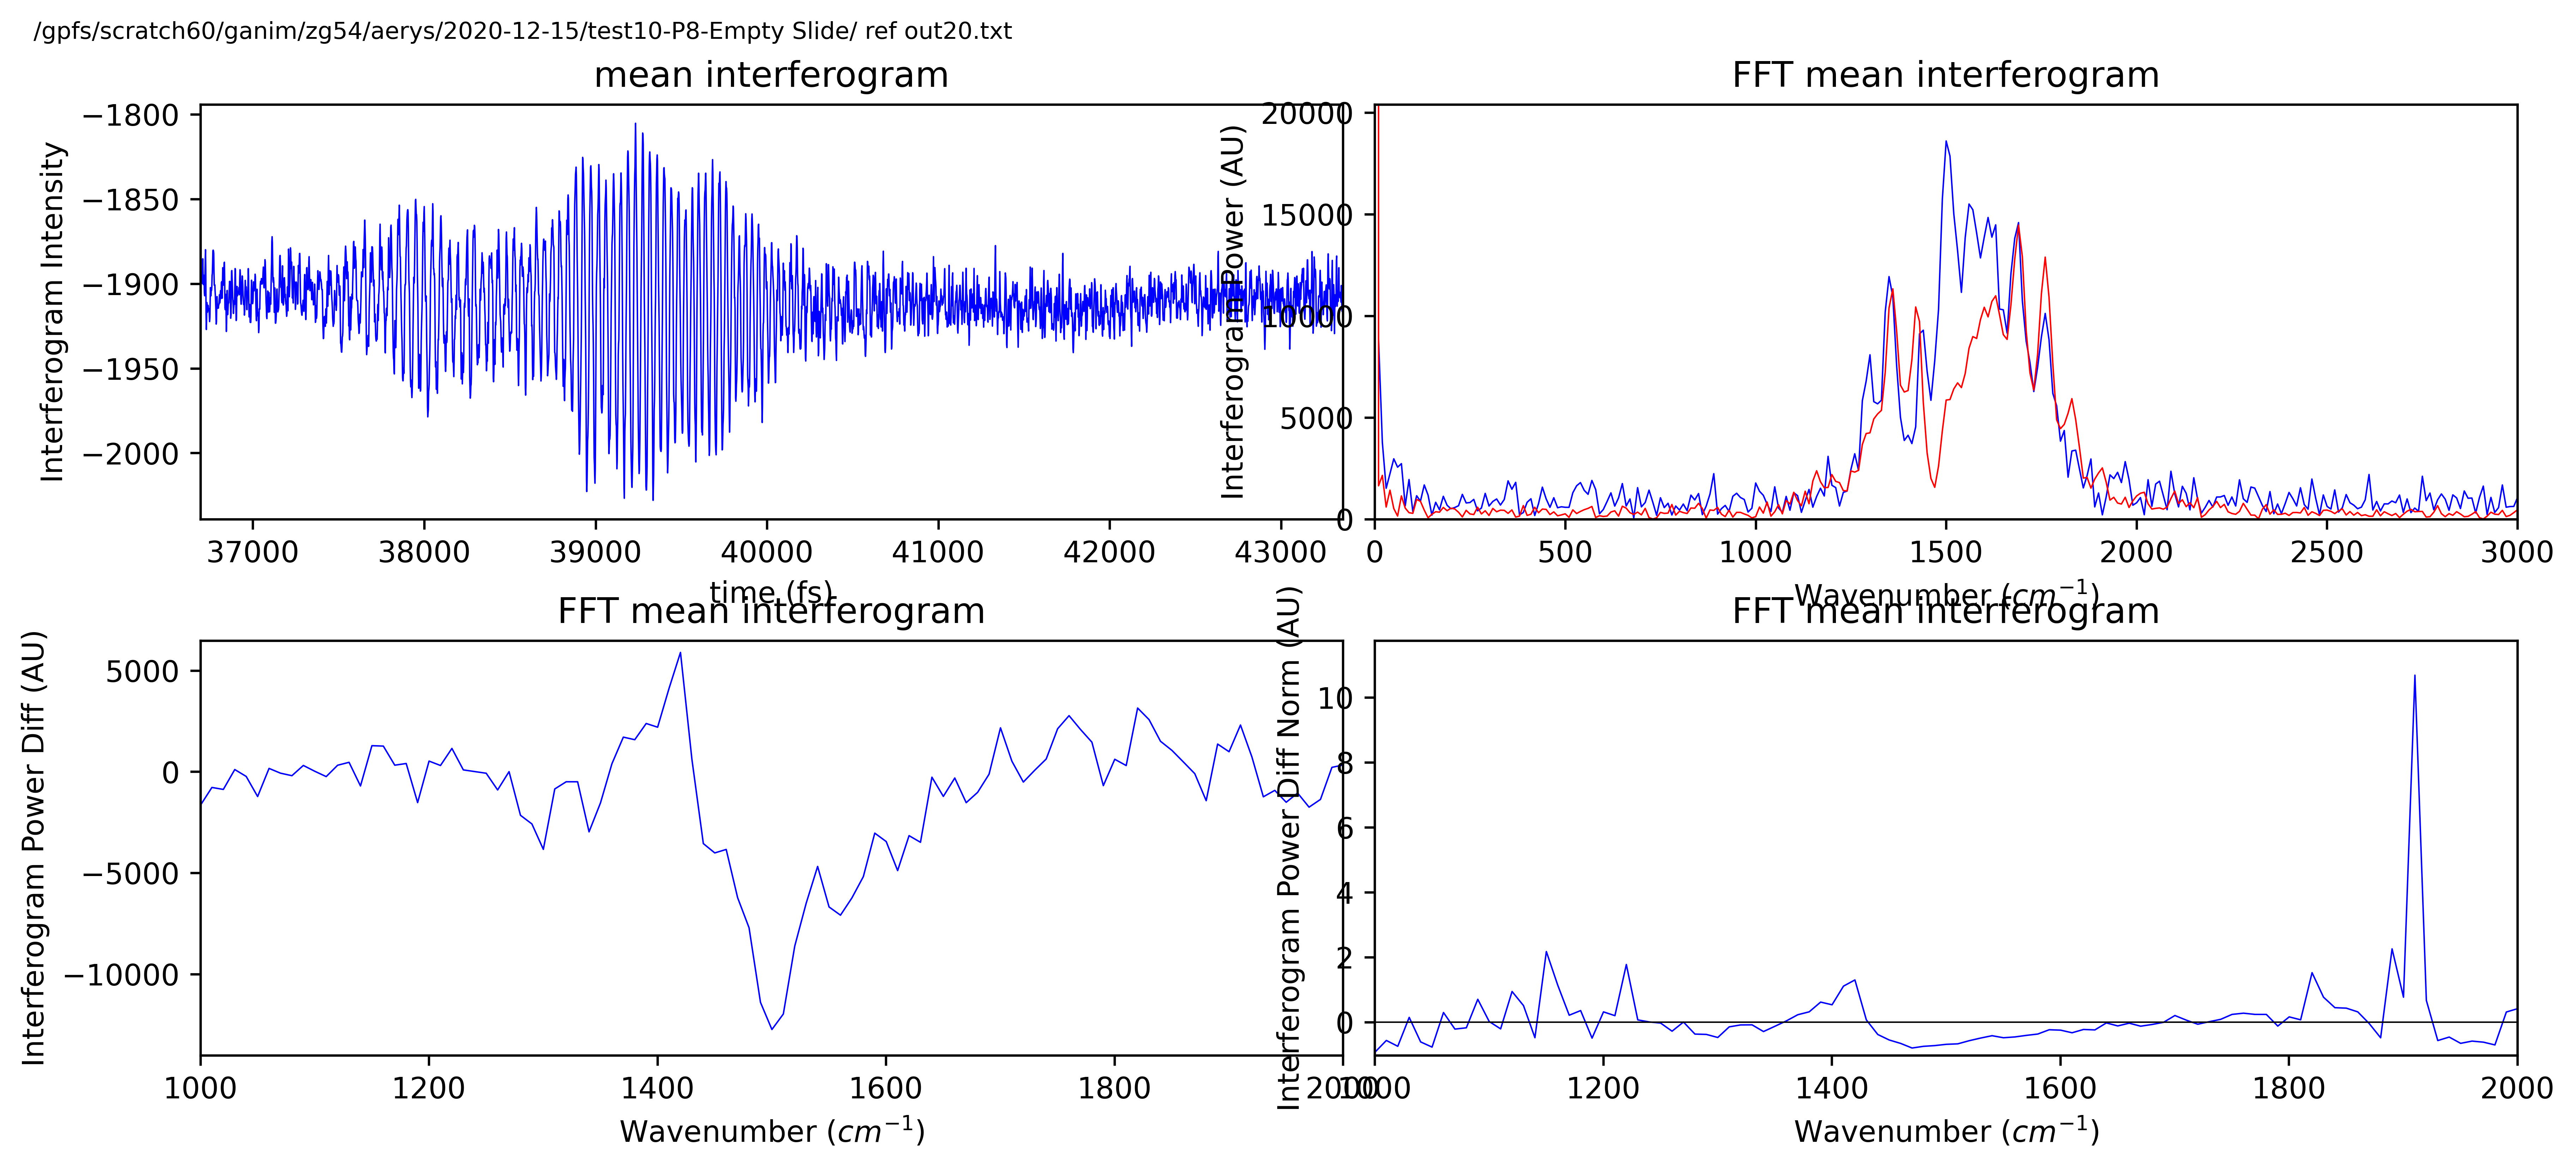 /gpfs/scratch60/ganim/zg54/aerys/2020-12-15/test10-P8-Empty Slide/ ref out20.txt
mean interferogram
Interferogram Intensity
−1800
−1850
−1900
−1950
−2000
37000 38000 39000 40000 41000 42000 43000
time (fs)
FFT mean interferogram
Interferogram Power (AU)
20000
15000
10000
5000
0
0 500 1000 1500 2000 2500 3000
Wavenumber (cm⁻¹)
FFT mean interferogram
Interferogram Power Diff (AU)
5000
0
−5000
−10000
1000 1200 1400 1600 1800 2000
Wavenumber (cm⁻¹)
FFT mean interferogram
Interferogram Power Diff Norm (AU)
10
8
6
4
2
0
1000 1200 1400 1600 1800 2000
Wavenumber (cm⁻¹)